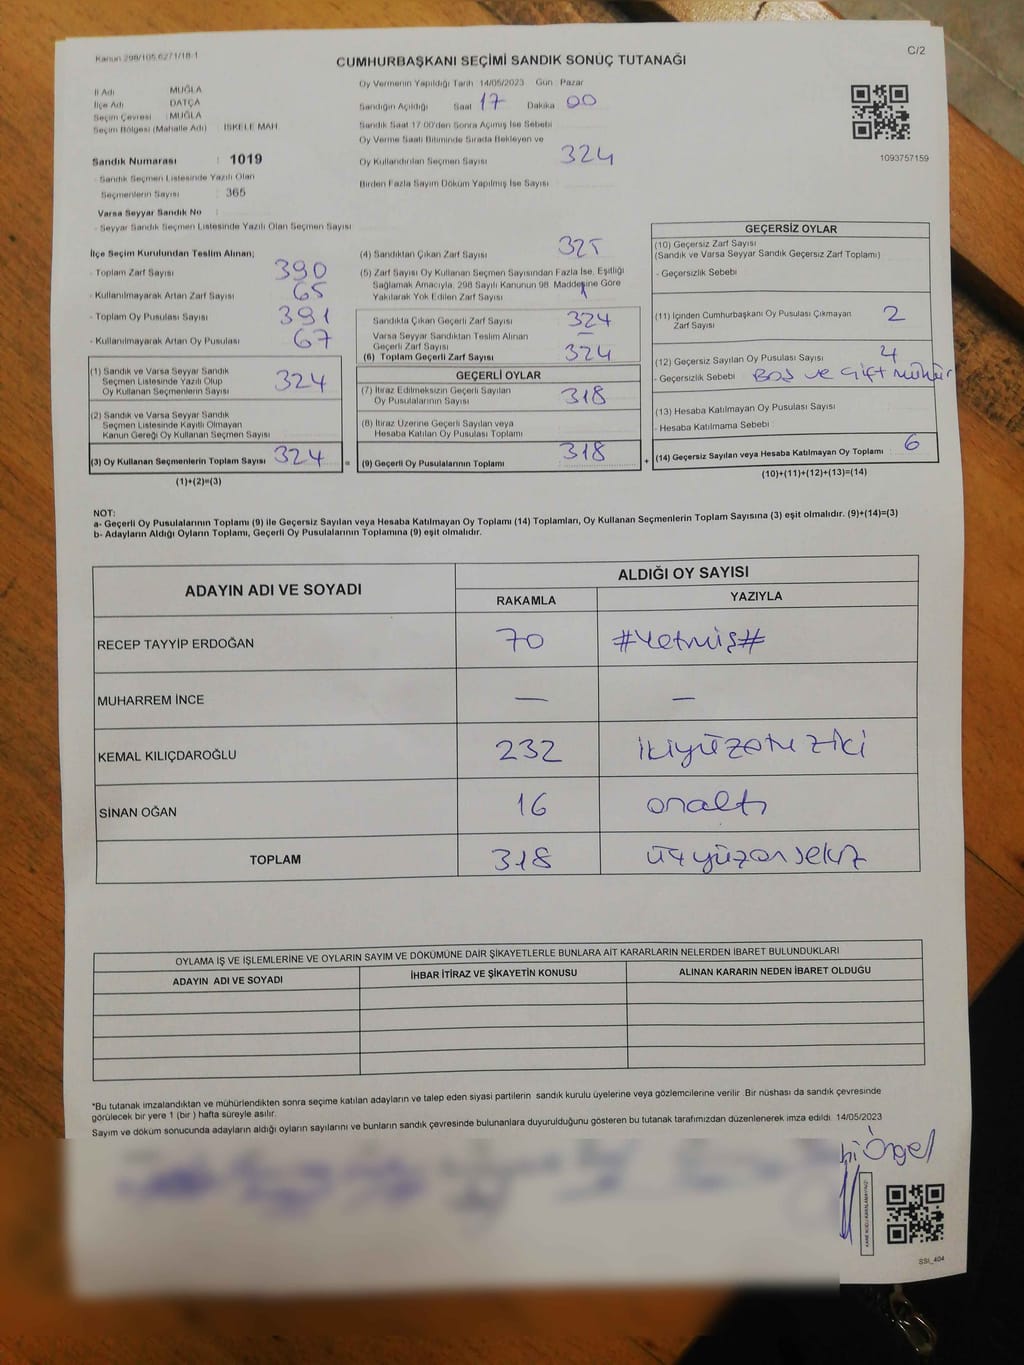 Kanun 298/105,627/1/18-1
C/2
CUMHURBAŞKANI SEÇİMİ SANDIK SONUÇ TUTANAĞI
İl Adı MUĞLA
İlçe Adı DATÇA
Seçim Çevresi : MUĞLA
Seçim Bölgesi (Mahalle Adı) : İSKELE MAH
Sandık Numarası : 1019
- Sandık Seçmen Listesinde Yazılı Olan
Seçmenlerin Sayısı : 365
Varsa Seyyar Sandık No :
- Seyyar Sandık Seçmen Listesinde Yazılı Olan Seçmen Sayısı
Oy Vermenin Yapıldığı Tarih 14/05/2023 Gün : Pazar
Sandığın Açıldığı Saat 17 Dakika 00
Sandık Saat 17:00'den Sonra Açılmış İse Sebebi
Oy Verme Saati Bitiminde Sırada Bekleyen ve
Oy Kullandırılan Seçmen Sayısı 324
Birden Fazla Sayım Döküm Yapılmış İse Sayısı
1093757159
İlçe Seçim Kurulundan Teslim Alınan;
- Toplam Zarf Sayısı 390
- Kullanılmayarak Artan Zarf Sayısı 65
- Toplam Oy Pusulası Sayısı 391
- Kullanılmayarak Artan Oy Pusulası 67
(1) Sandık ve Varsa Seyyar Sandık
Seçmen Listesinde Yazılı Olup
Oy Kullanan Seçmen Sayısı 324
(2) Sandık ve Varsa Seyyar Sandık
Seçmen Listesinde Kayıtlı Olmayan
Kanun Gereği Oy Kullanan Seçmen Sayısı
(3) Oy Kullanan Seçmenlerin Toplam Sayısı 324
(1)+(2)=(3)
(4) Sandıktan Çıkan Zarf Sayısı 325
(5) Zarf Sayısı Oy Kullanan Seçmen Sayısından Fazla İse, Eşitliği
Sağlamak Amacıyla, 298 Sayılı Kanunun 98. Maddesine Göre
Yakılarak Yok Edilen Zarf Sayısı 1
Sandıkta Çıkan Geçerli Zarf Sayısı 324
Varsa Seyyar Sandıktan Teslim Alınan
Geçerli Zarf Sayısı —
(6) Toplam Geçerli Zarf Sayısı 324
GEÇERLİ OYLAR
(7) İtiraz Edilmeksizin Geçerli Sayılan
Oy Pusulalarının Sayısı 318
(8) İtiraz Üzerine Geçerli Sayılan veya
Hesaba Katılan Oy Pusulası Toplamı
= (9) Geçerli Oy Pusulalarının Toplamı 318 +
GEÇERSİZ OYLAR
(10) Geçersiz Zarf Sayısı
(Sandık ve Varsa Seyyar Sandık Geçersiz Zarf Toplamı)
- Geçersizlik Sebebi
(11) İçinden Cumhurbaşkanı Oy Pusulası Çıkmayan
Zarf Sayısı 2
(12) Geçersiz Sayılan Oy Pusulası Sayısı 4
- Geçersizlik Sebebi Boş ve Çift Mühür
(13) Hesaba Katılmayan Oy Pusulası Sayısı
- Hesaba Katılmama Sebebi
(14) Geçersiz Sayılan veya Hesaba Katılmayan Oy Toplamı 6
(10)+(11)+(12)+(13)=(14)
NOT:
a- Geçerli Oy Pusulalarının Toplamı (9) ile Geçersiz Sayılan veya Hesaba Katılmayan Oy Toplamı (14) Toplamları, Oy Kullanan Seçmenlerin Toplam Sayısına (3) eşit olmalıdır. (9)+(14)=(3)
b- Adayların Aldığı Oyların Toplamı, Geçerli Oy Pusulalarının Toplamına (9) eşit olmalıdır.
ADAYIN ADI VE SOYADI
ALDIĞI OY SAYISI
RAKAMLA YAZIYLA
RECEP TAYYİP ERDOĞAN 70 #Yetmiş#
MUHARREM İNCE — —
KEMAL KILIÇDAROĞLU 232 ikiyüzotuziki
SİNAN OĞAN 16 onaltı
TOPLAM 318 üçyüzonsekiz
OYLAMA İŞ VE İŞLEMLERİNE VE OYLARIN SAYIM VE DÖKÜMÜNE DAİR ŞİKAYETLERLE BUNLARA AİT KARARLARIN NELERDEN İBARET BULUNDUKLARI
ADAYIN ADI VE SOYADI İHBAR İTİRAZ VE ŞİKAYETİN KONUSU ALINAN KARARIN NEDEN İBARET OLDUĞU
*Bu tutanak imzalandıktan ve mühürlendikten sonra seçime katılan adayların ve talep eden siyasi partilerin sandık kurulu üyelerine veya gözlemcilerine verilir. Bir nüshası da sandık çevresinde
görülecek bir yere 1 (bir) hafta süreyle asılır.
Sayım ve döküm sonucunda adayların aldığı oyların sayılarını ve bunların sandık çevresinde bulunanlara duyurulduğunu gösteren bu tutanak tarafımızdan düzenlenerek imza edildi. 14/05/2023
Öngel